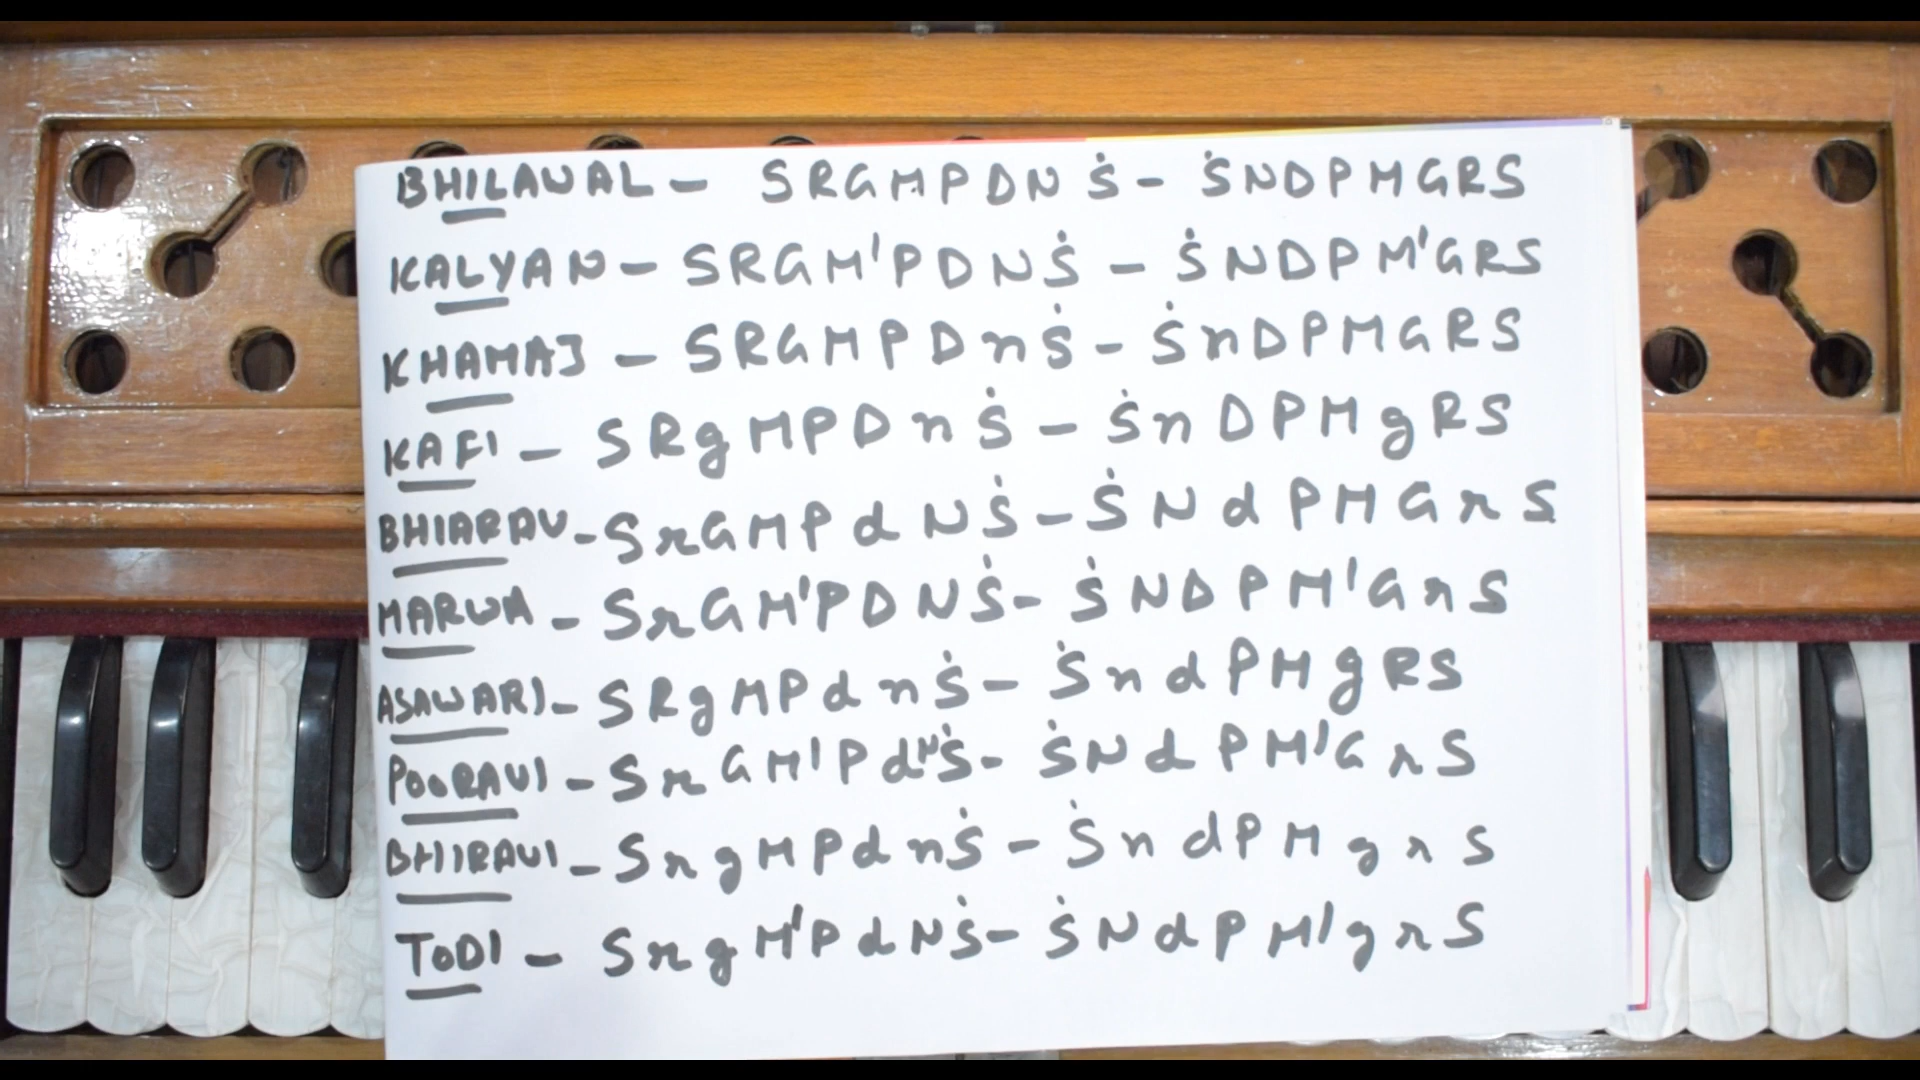 BHILAVAL - SRGMPDNṠ - ṠNDPMGRS
KALYAN - SRGM'PDNṠ - ṠNDPM'GRS
KHAMAJ - SRGMPDnṠ - ṠnDPMGRS
KAFI - SRgMPDnṠ - ṠnDPMgRS
BHIARAV - SrGMPdNṠ - ṠNdPMGrS
MARWA - SrGM'PDNṠ - ṠNDPM'GrS
ASAWARI - SRgMPdnṠ - ṠndPMgRS
POORAVI - SrGM'PdNṠ - ṠNdPM'GrS
BHIRAVI - SrgMPdnṠ - ṠndPMgrS
TODI - SrgM'PdNṠ - ṠNdPM'grS